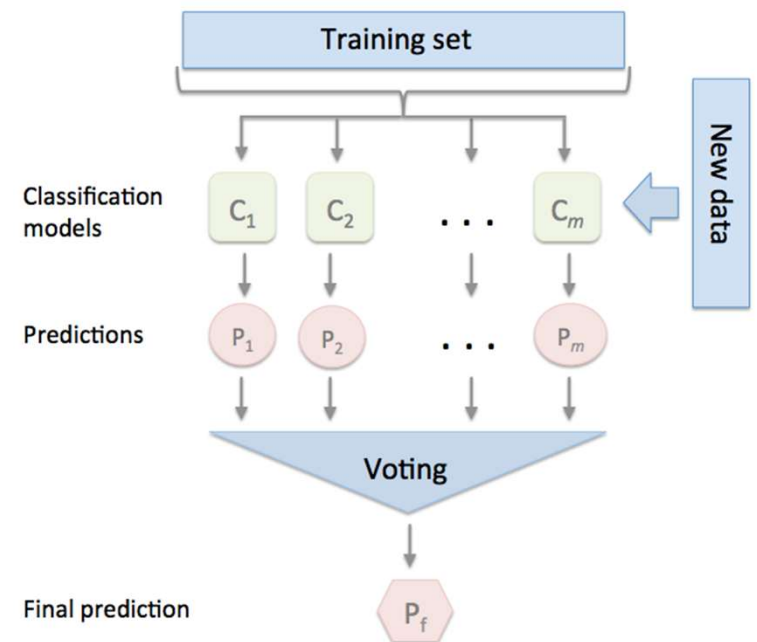 Training set
New data
Classification
models
C1 C2 . . . Cm
Predictions
P1 P2 . . . Pm
Voting
Final prediction
Pf